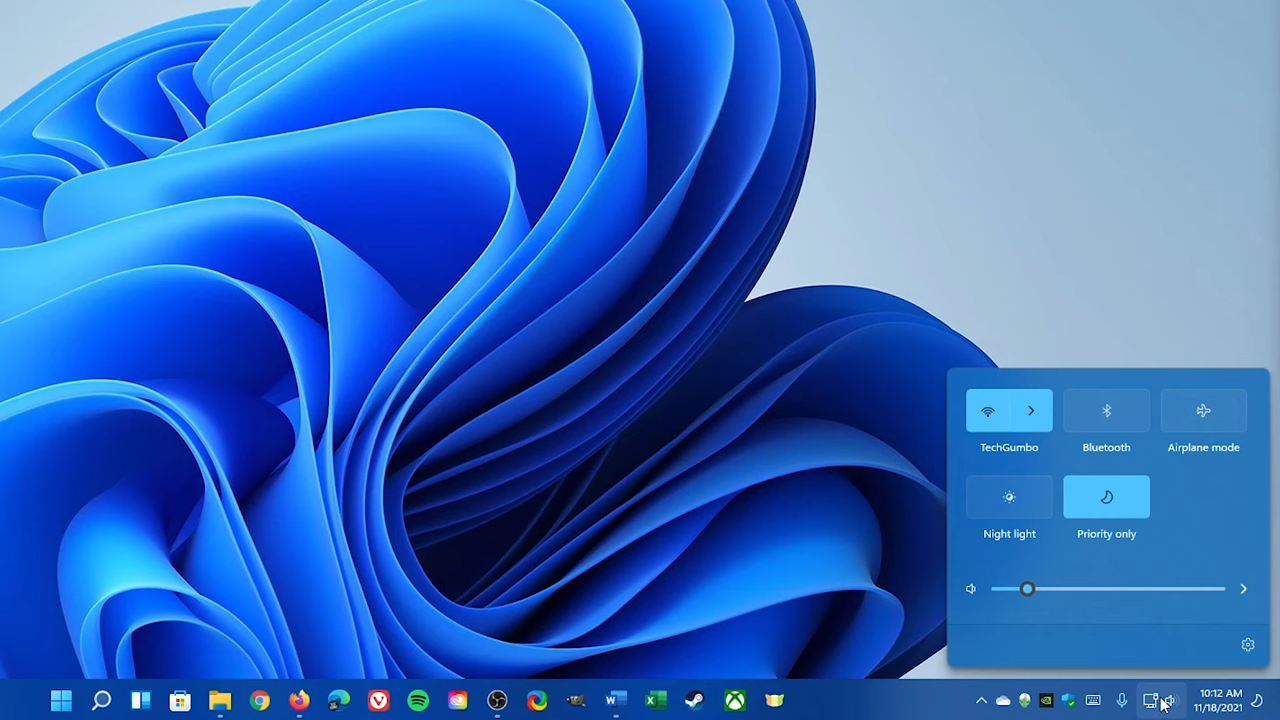 TechGumbo
Bluetooth
Airplane mode
Night light
Priority only
10:12 AM
11/18/2021